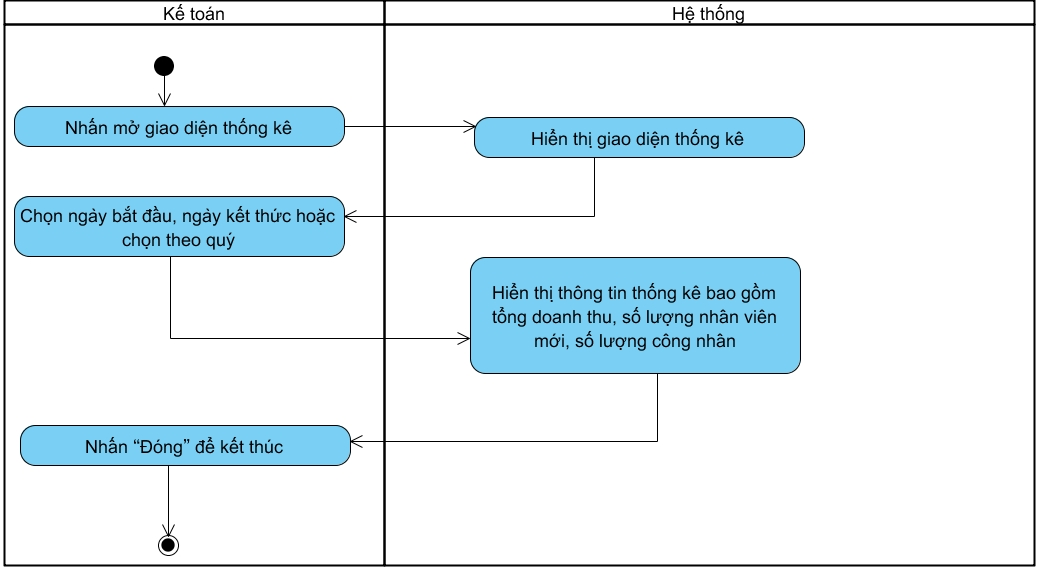 Kế toán
Hệ thống
Nhấn mở giao diện thống kê
Hiển thị giao diện thống kê
Chọn ngày bắt đầu, ngày kết thức hoặc
chọn theo quý
Hiển thị thông tin thống kê bao gồm
tổng doanh thu, số lượng nhân viên
mới, số lượng công nhân
Nhấn “Đóng” để kết thúc